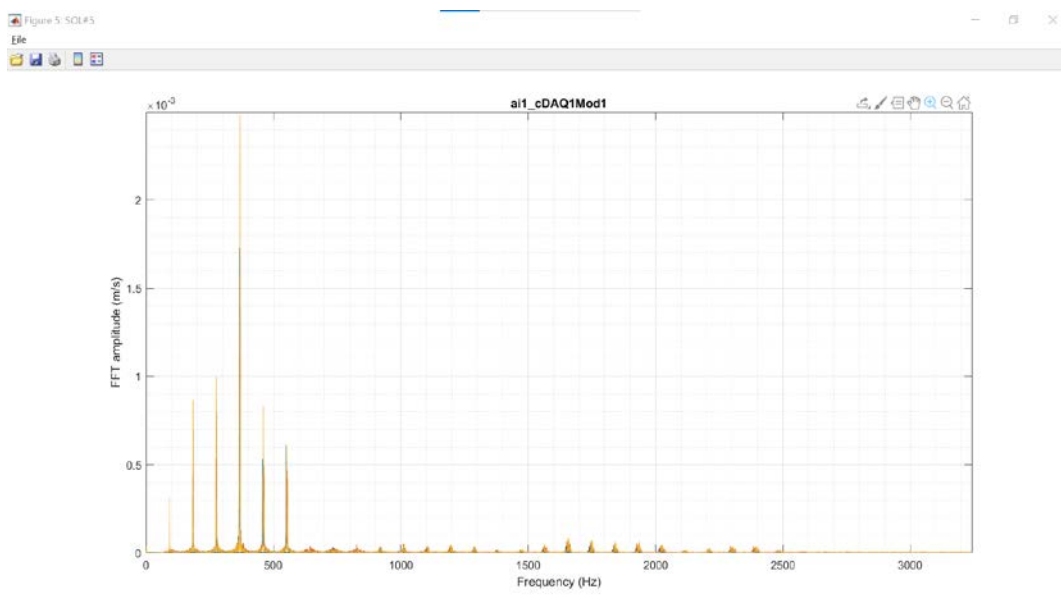 Figure 5: SOL#5
File
×10⁻³
ai1_cDAQ1Mod1
2
1.5
1
0.5
0
FFT amplitude (m/s)
0 500 1000 1500 2000 2500 3000
Frequency (Hz)